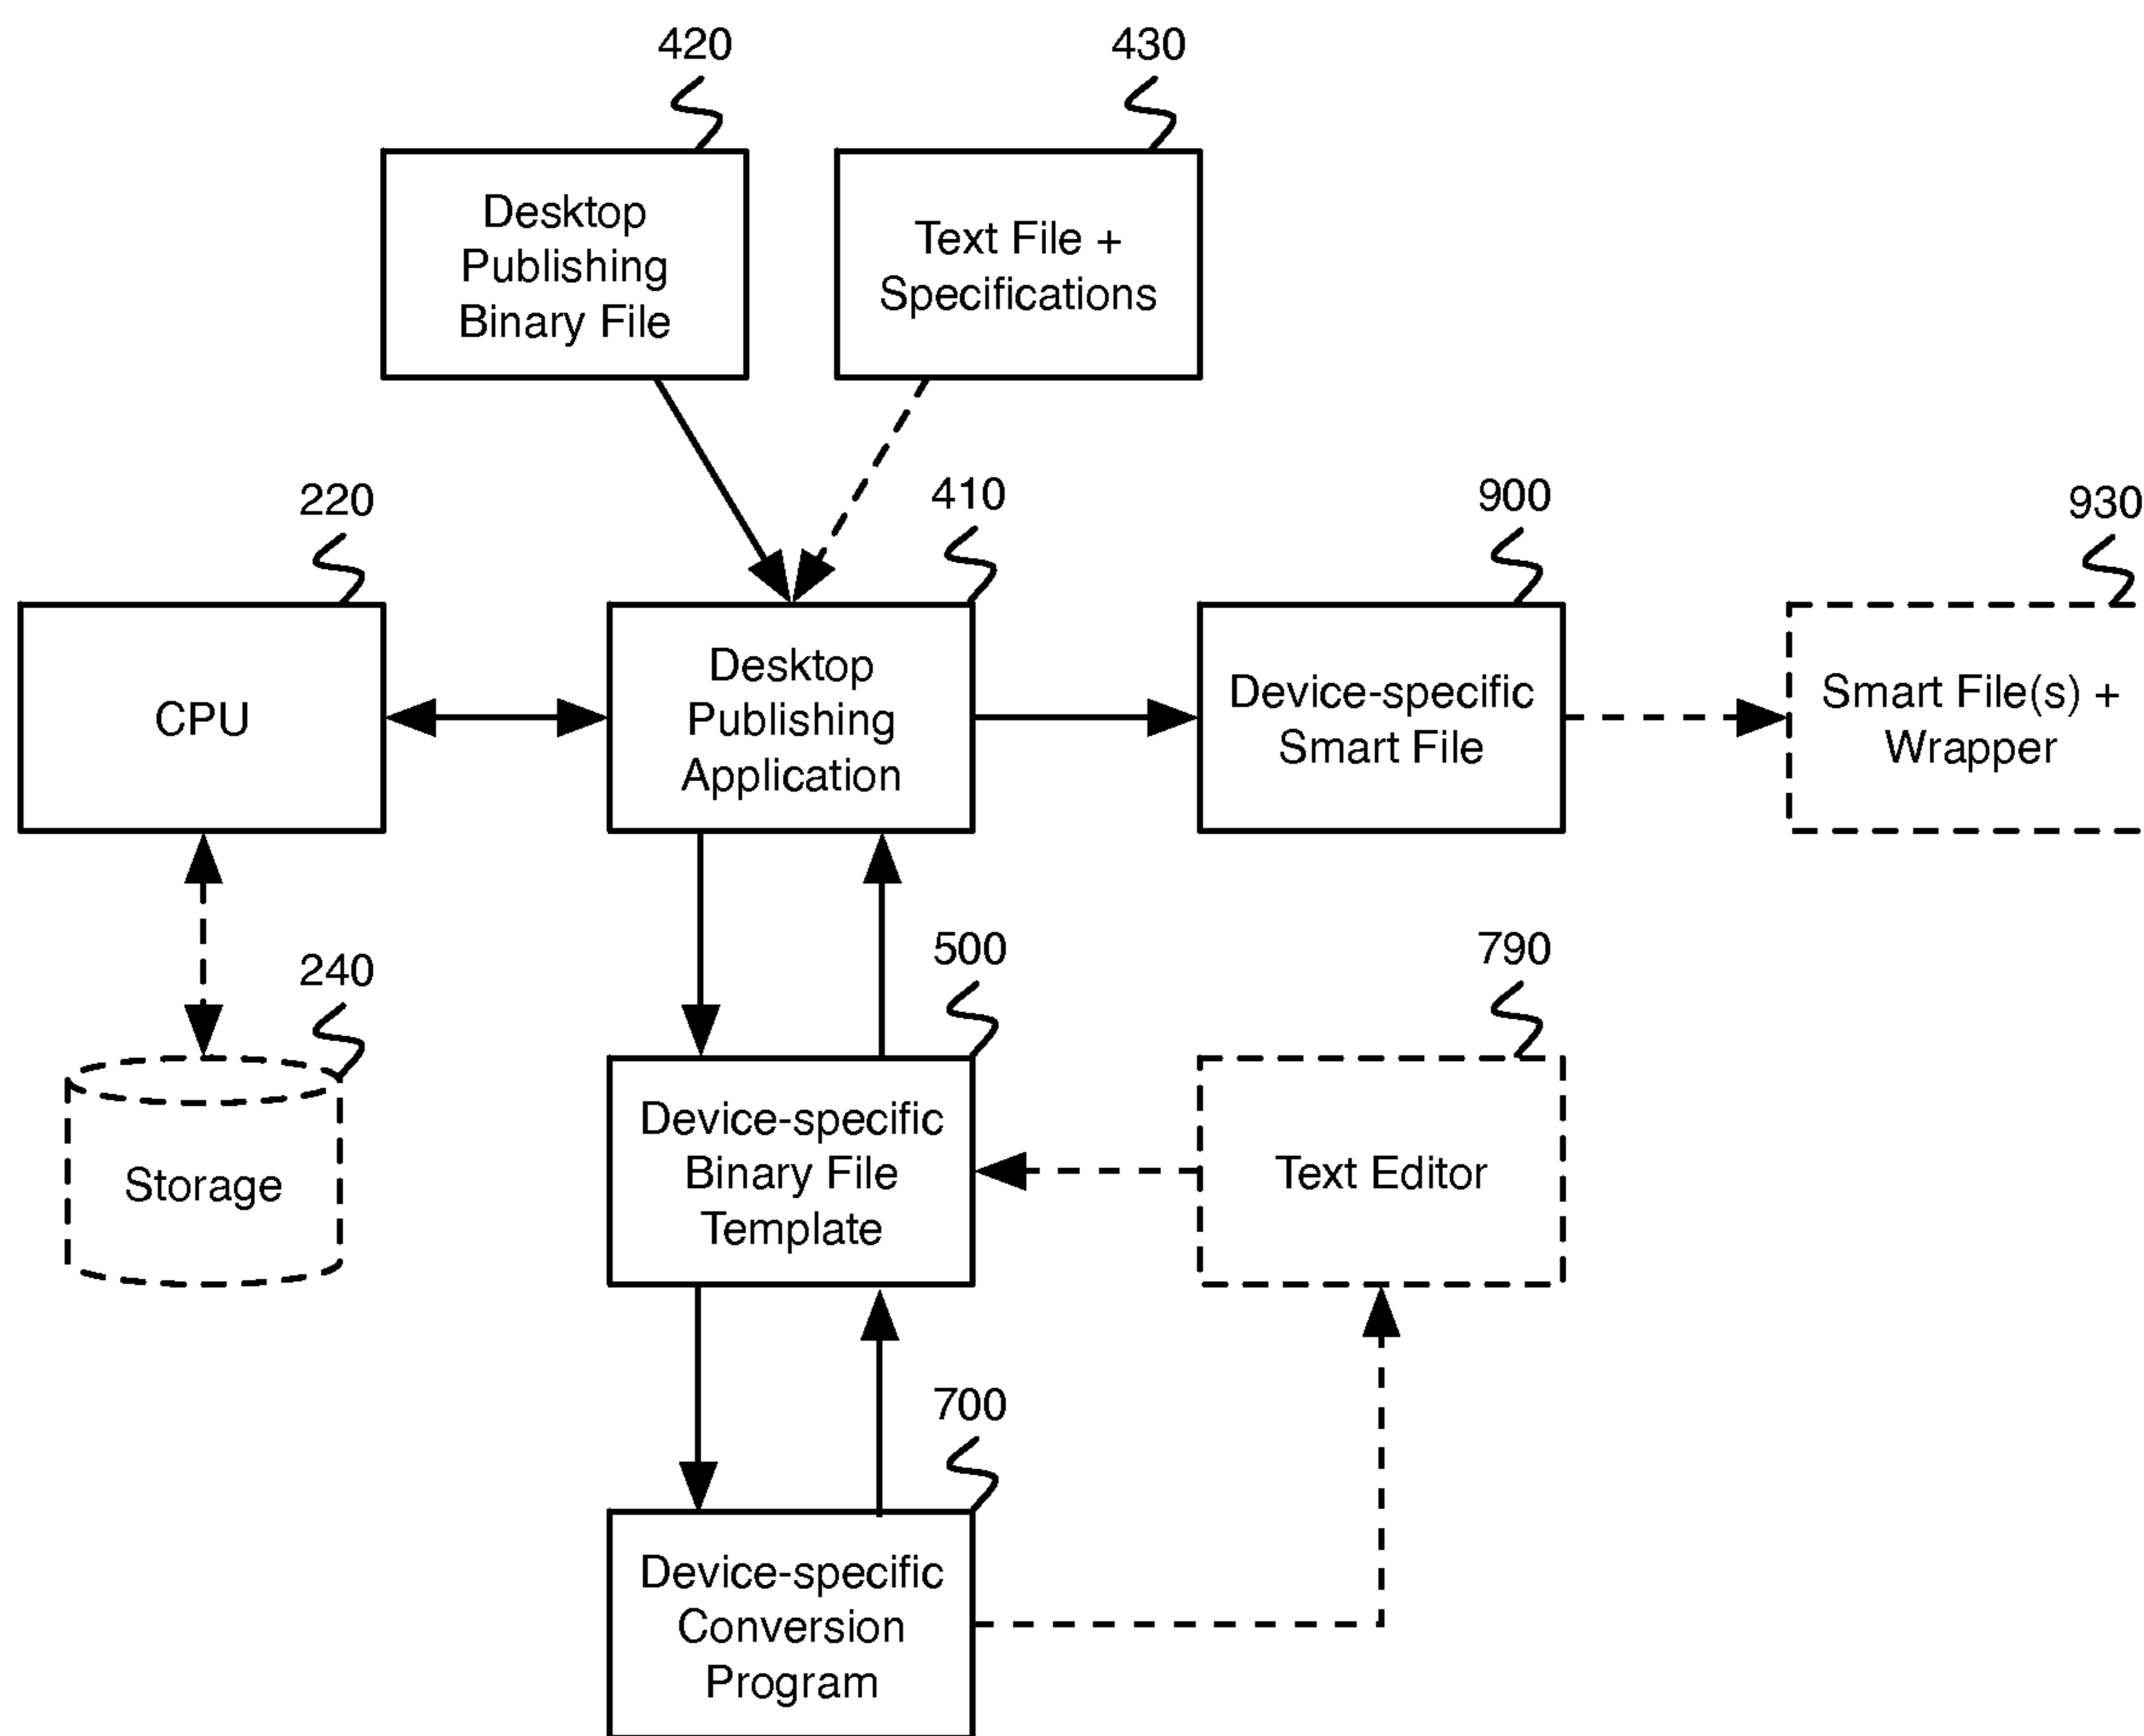 420
430
Desktop
Publishing
Binary File
Text File +
Specifications
220
410
900
930
CPU
Desktop
Publishing
Application
Device-specific
Smart File
Smart File(s) +
Wrapper
240
500
790
Storage
Device-specific
Binary File
Template
Text Editor
700
Device-specific
Conversion
Program